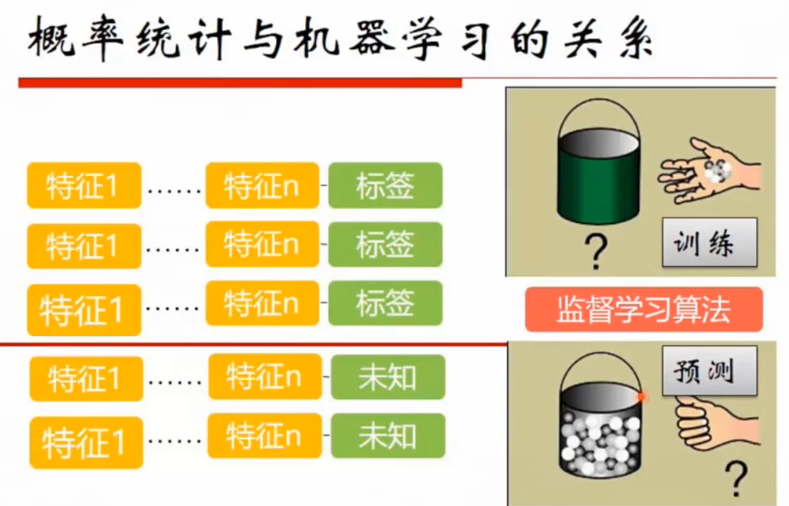 概率统计与机器学习的关系
特征1 …… 特征n - 标签
特征1 …… 特征n - 标签
特征1 …… 特征n - 标签
?
训练
监督学习算法
特征1 …… 特征n - 未知
特征1 …… 特征n - 未知
预测
?